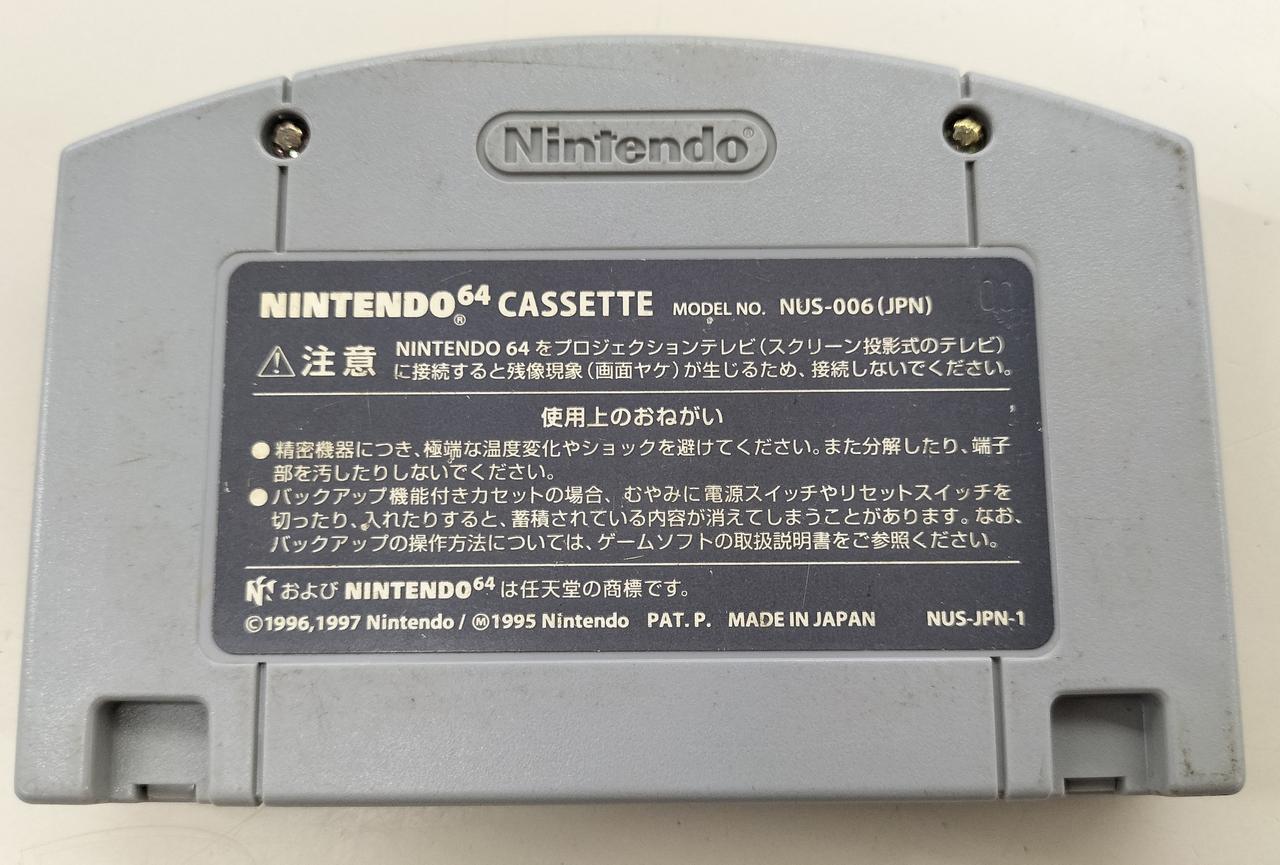 Nintendo®
NINTENDO64® CASSETTE MODEL NO. NUS-006(JPN)
注意 NINTENDO 64 をプロジェクションテレビ(スクリーン投影式のテレビ)
に接続すると残像現象(画面ヤケ)が生じるため、接続しないでください。
使用上のおねがい
●精密機器につき、極端な温度変化やショックを避けてください。また分解したり、端子
部を汚したりしないでください。
●バックアップ機能付きカセットの場合、むやみに電源スイッチやリセットスイッチを
切ったり、入れたりすると、蓄積されている内容が消えてしまうことがあります。なお、
バックアップの操作方法については、ゲームソフトの取扱説明書をご参照ください。
および NINTENDO64 は任天堂の商標です。
©1996,1997 Nintendo / Ⓜ1995 Nintendo PAT. P. MADE IN JAPAN NUS-JPN-1